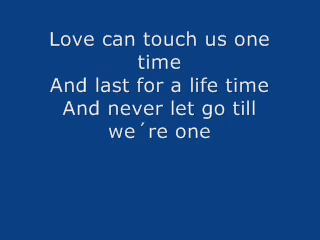 Love can touch us one
time
And last for a life time
And never let go till
we´re one